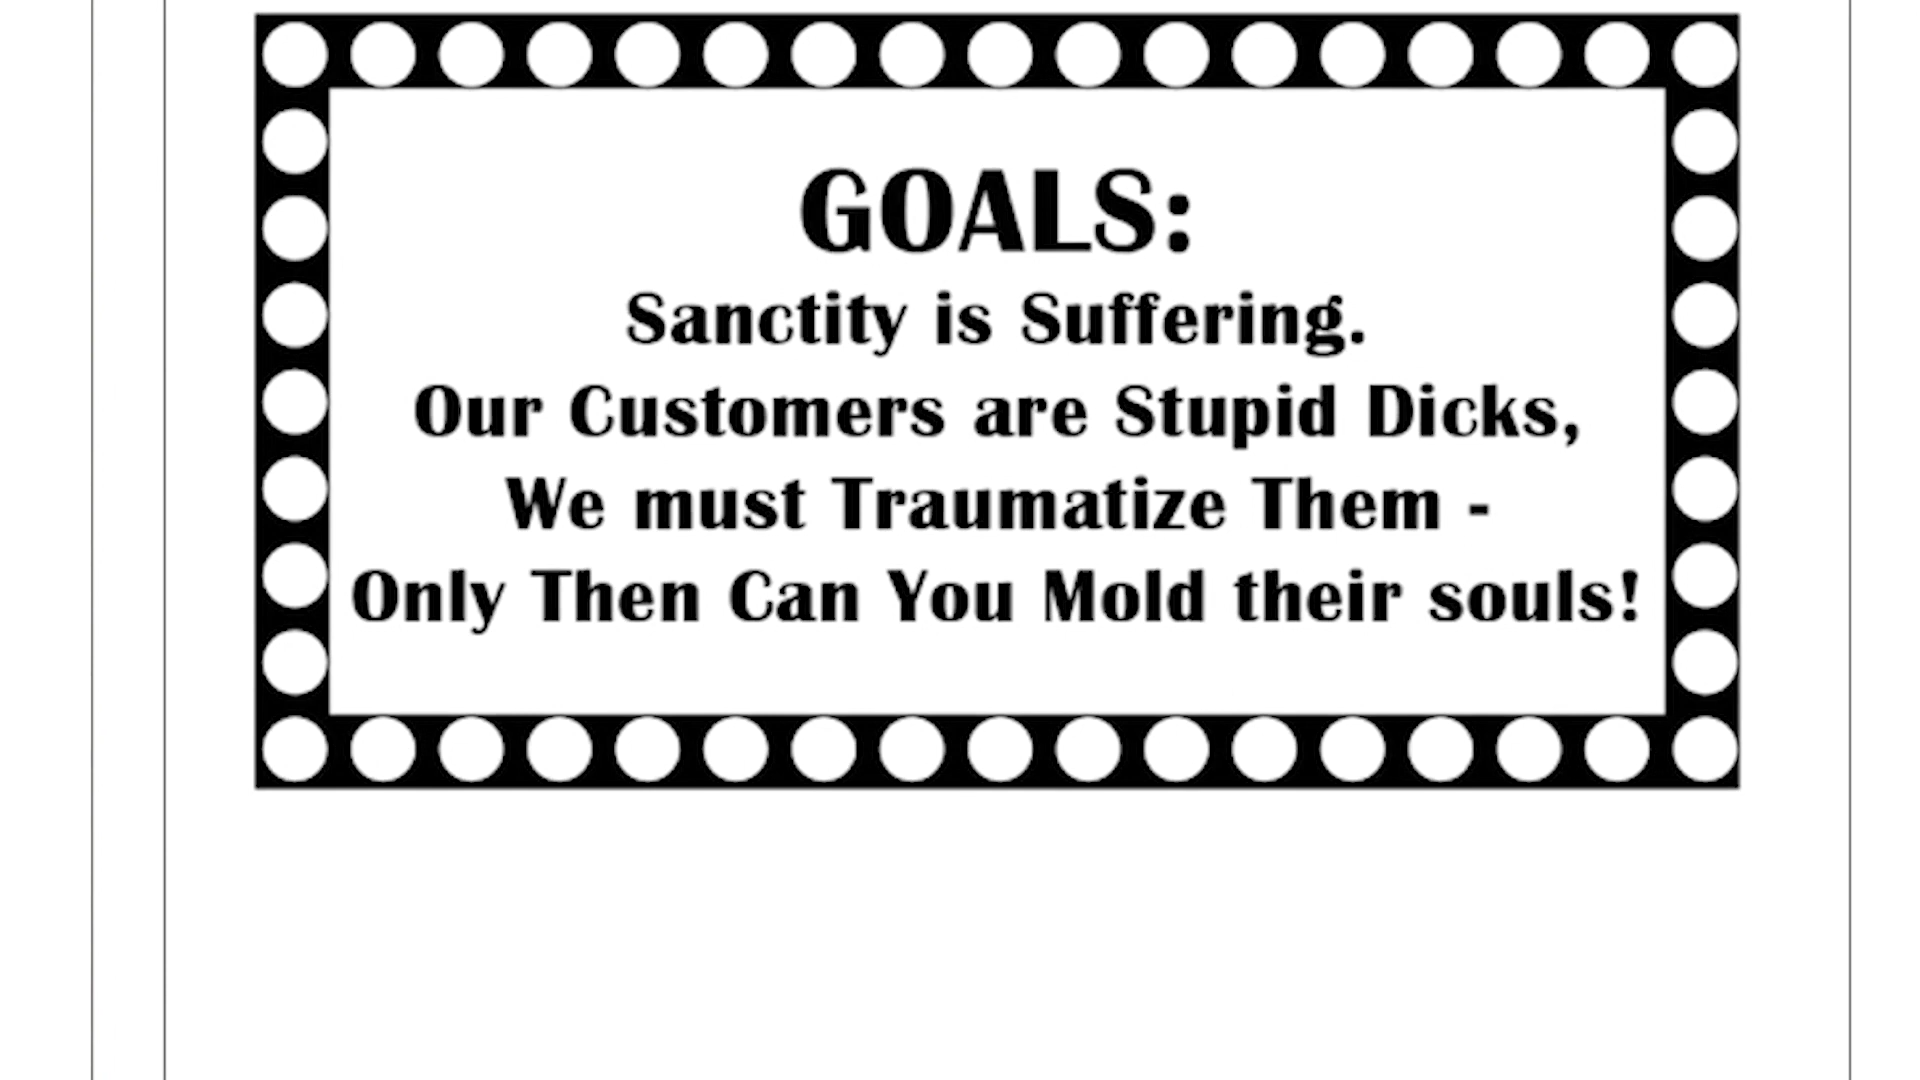 GOALS:
Sanctity is Suffering.
Our Customers are Stupid Dicks,
We must Traumatize Them -
Only Then Can You Mold their souls!